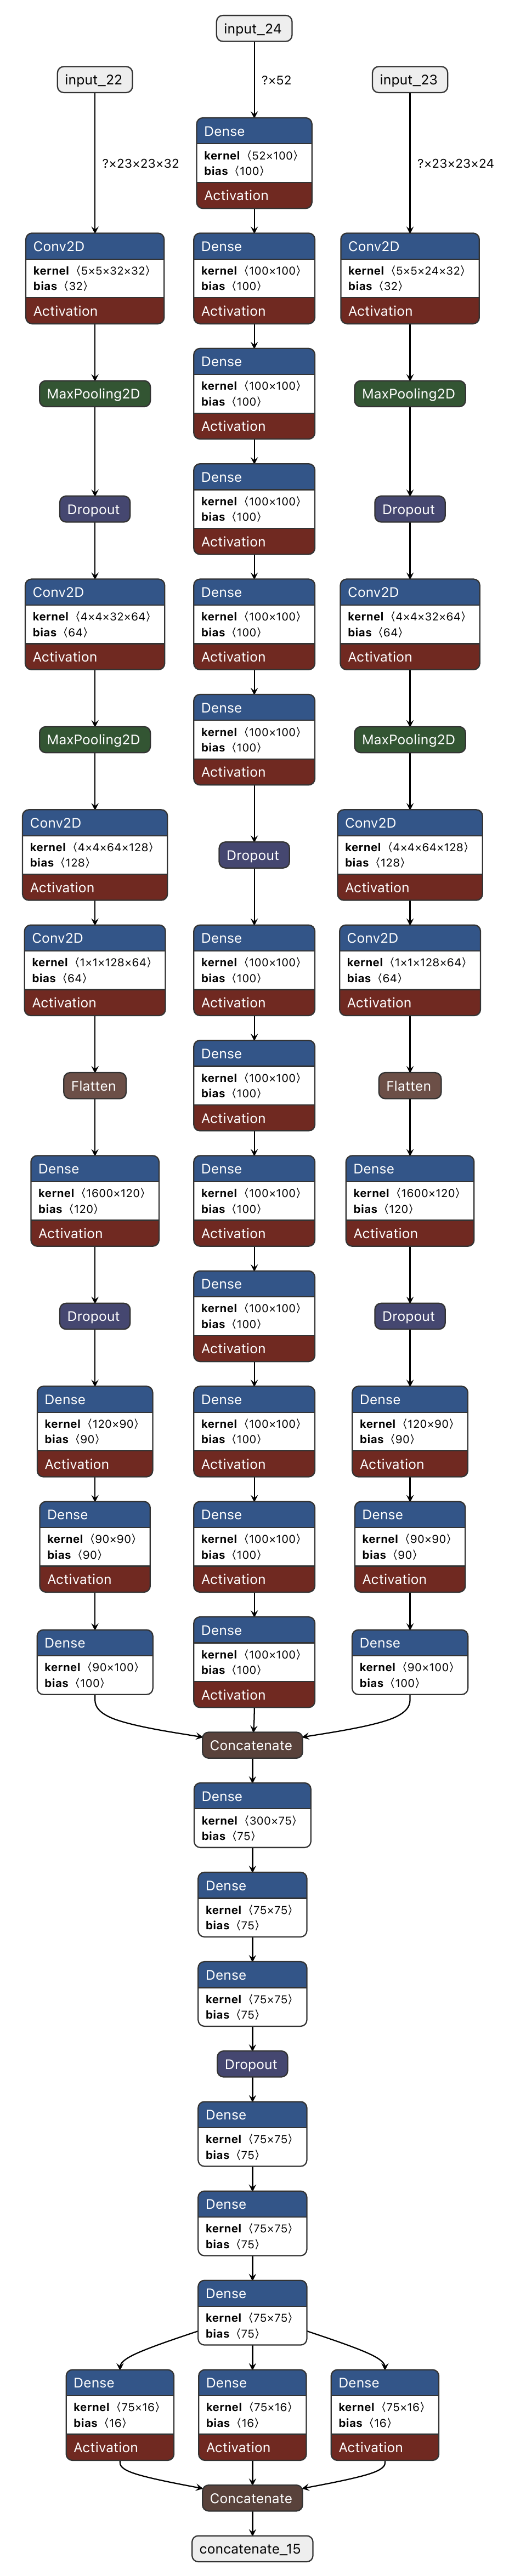 input_22
?×23×23×32
Conv2D
kernel ⟨5×5×32×32⟩
bias ⟨32⟩
Activation
MaxPooling2D
Dropout
Conv2D
kernel ⟨4×4×32×64⟩
bias ⟨64⟩
Activation
MaxPooling2D
Conv2D
kernel ⟨4×4×64×128⟩
bias ⟨128⟩
Activation
Conv2D
kernel ⟨1×1×128×64⟩
bias ⟨64⟩
Activation
Flatten
Dense
kernel ⟨1600×120⟩
bias ⟨120⟩
Activation
Dropout
Dense
kernel ⟨120×90⟩
bias ⟨90⟩
Activation
Dense
kernel ⟨90×90⟩
bias ⟨90⟩
Activation
Dense
kernel ⟨90×100⟩
bias ⟨100⟩
input_24
?×52
Dense
kernel ⟨52×100⟩
bias ⟨100⟩
Activation
Dense
kernel ⟨100×100⟩
bias ⟨100⟩
Activation
Dense
kernel ⟨100×100⟩
bias ⟨100⟩
Activation
Dense
kernel ⟨100×100⟩
bias ⟨100⟩
Activation
Dense
kernel ⟨100×100⟩
bias ⟨100⟩
Activation
Dense
kernel ⟨100×100⟩
bias ⟨100⟩
Activation
Dropout
Dense
kernel ⟨100×100⟩
bias ⟨100⟩
Activation
Dense
kernel ⟨100×100⟩
bias ⟨100⟩
Activation
Dense
kernel ⟨100×100⟩
bias ⟨100⟩
Activation
Dense
kernel ⟨100×100⟩
bias ⟨100⟩
Activation
Dense
kernel ⟨100×100⟩
bias ⟨100⟩
Activation
Dense
kernel ⟨100×100⟩
bias ⟨100⟩
Activation
Dense
kernel ⟨100×100⟩
bias ⟨100⟩
Activation
input_23
?×23×23×24
Conv2D
kernel ⟨5×5×24×32⟩
bias ⟨32⟩
Activation
MaxPooling2D
Dropout
Conv2D
kernel ⟨4×4×32×64⟩
bias ⟨64⟩
Activation
MaxPooling2D
Conv2D
kernel ⟨4×4×64×128⟩
bias ⟨128⟩
Activation
Conv2D
kernel ⟨1×1×128×64⟩
bias ⟨64⟩
Activation
Flatten
Dense
kernel ⟨1600×120⟩
bias ⟨120⟩
Activation
Dropout
Dense
kernel ⟨120×90⟩
bias ⟨90⟩
Activation
Dense
kernel ⟨90×90⟩
bias ⟨90⟩
Activation
Dense
kernel ⟨90×100⟩
bias ⟨100⟩
Concatenate
Dense
kernel ⟨300×75⟩
bias ⟨75⟩
Dense
kernel ⟨75×75⟩
bias ⟨75⟩
Dense
kernel ⟨75×75⟩
bias ⟨75⟩
Dropout
Dense
kernel ⟨75×75⟩
bias ⟨75⟩
Dense
kernel ⟨75×75⟩
bias ⟨75⟩
Dense
kernel ⟨75×75⟩
bias ⟨75⟩
Dense
kernel ⟨75×16⟩
bias ⟨16⟩
Activation
Dense
kernel ⟨75×16⟩
bias ⟨16⟩
Activation
Dense
kernel ⟨75×16⟩
bias ⟨16⟩
Activation
Concatenate
concatenate_15